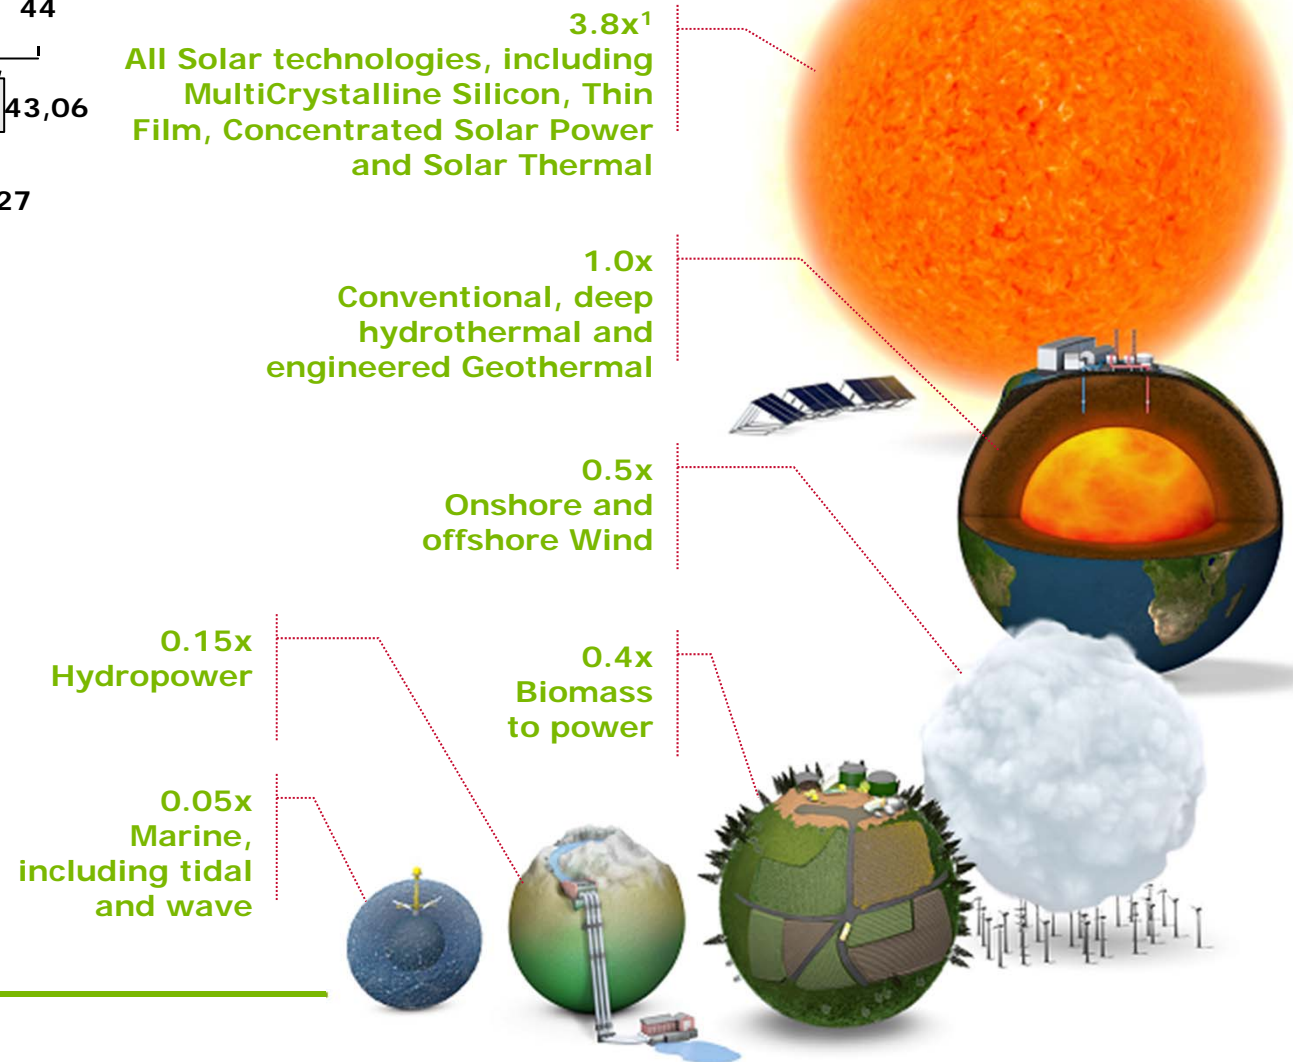 44
43,06
27
3.8x¹
All Solar technologies, including
MultiCrystalline Silicon, Thin
Film, Concentrated Solar Power
and Solar Thermal
1.0x
Conventional, deep
hydrothermal and
engineered Geothermal
0.5x
Onshore and
offshore Wind
0.15x
Hydropower
0.4x
Biomass
to power
0.05x
Marine,
including tidal
and wave